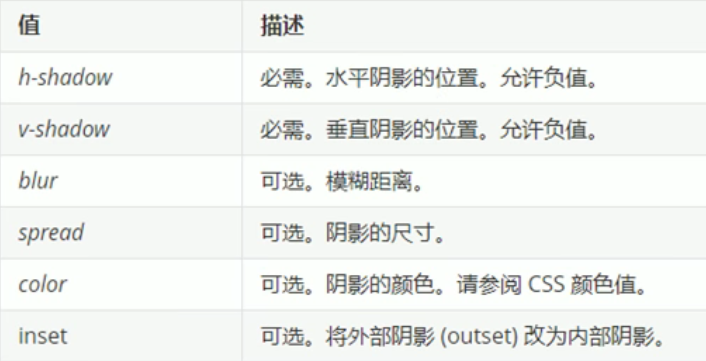 值 描述
h-shadow 必需。水平阴影的位置。允许负值。
v-shadow 必需。垂直阴影的位置。允许负值。
blur 可选。模糊距离。
spread 可选。阴影的尺寸。
color 可选。阴影的颜色。请参阅 CSS 颜色值。
inset 可选。将外部阴影 (outset) 改为内部阴影。